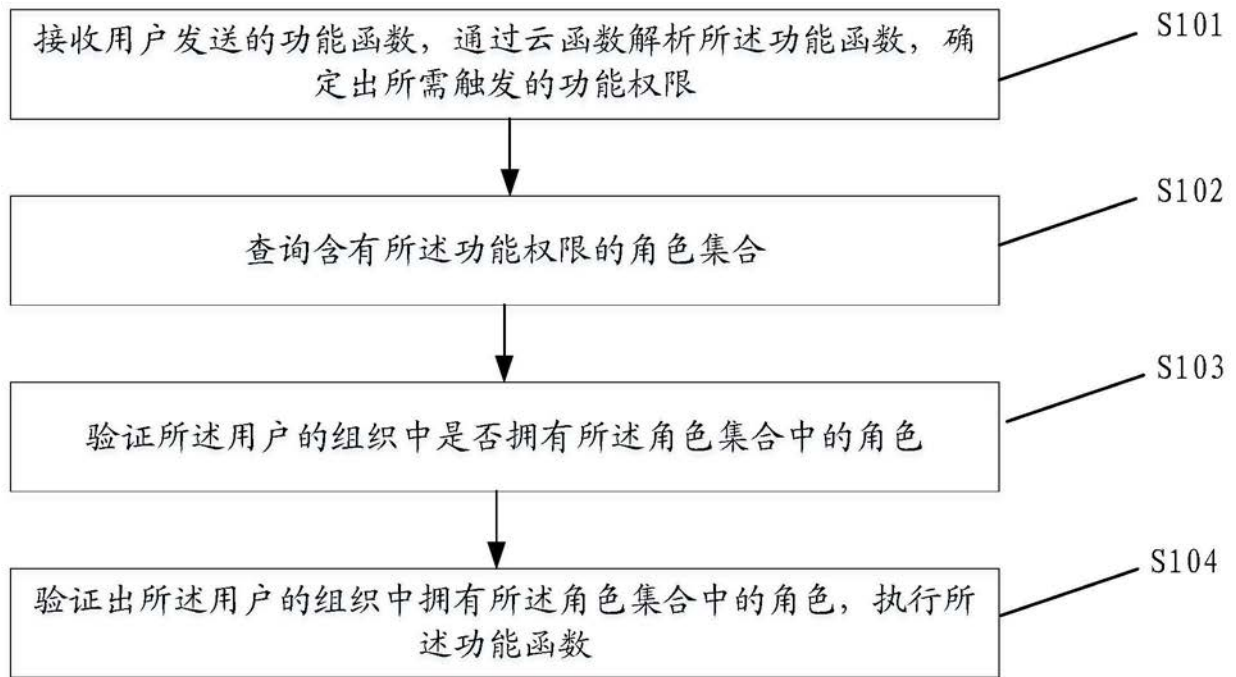 接收用户发送的功能函数，通过云函数解析所述功能函数，确
定出所需触发的功能权限
S101
查询含有所述功能权限的角色集合
S102
验证所述用户的组织中是否拥有所述角色集合中的角色
S103
验证出所述用户的组织中拥有所述角色集合中的角色，执行所
述功能函数
S104